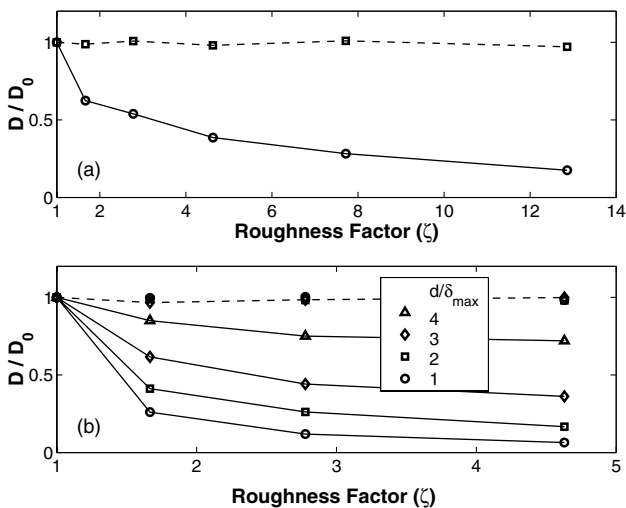 1
0.5
0
D / D0
(a)
1 2 4 6 8 10 12 14
Roughness Factor (ζ)
1
0.5
0
D / D0
(b)
d/δmax
4
3
2
1
1 2 3 4 5
Roughness Factor (ζ)